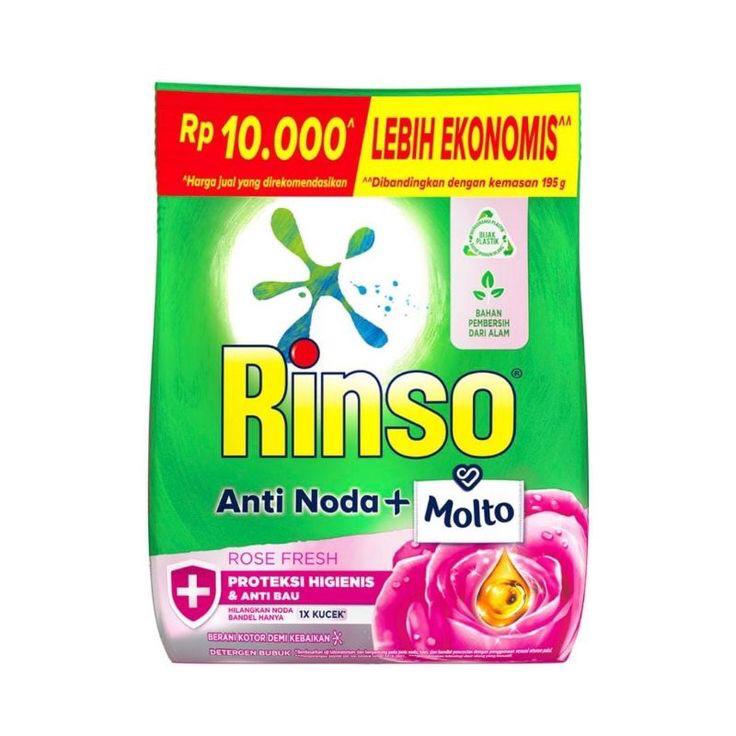 Rp 10.000^
^Harga jual yang direkomendasikan
LEBIH EKONOMIS^^
^^Dibandingkan dengan kemasan 195 g
BIJAK
PLASTIK
BAHAN
PEMBERSIH
DARI ALAM
Rinso®
Anti Noda +
Molto
ROSE FRESH
PROTEKSI HIGIENIS
& ANTI BAU
HILANGKAN NODA
BANDEL HANYA 1X KUCEK*
BERANI KOTOR DEMI KEBAIKAN
DETERGEN BUBUK